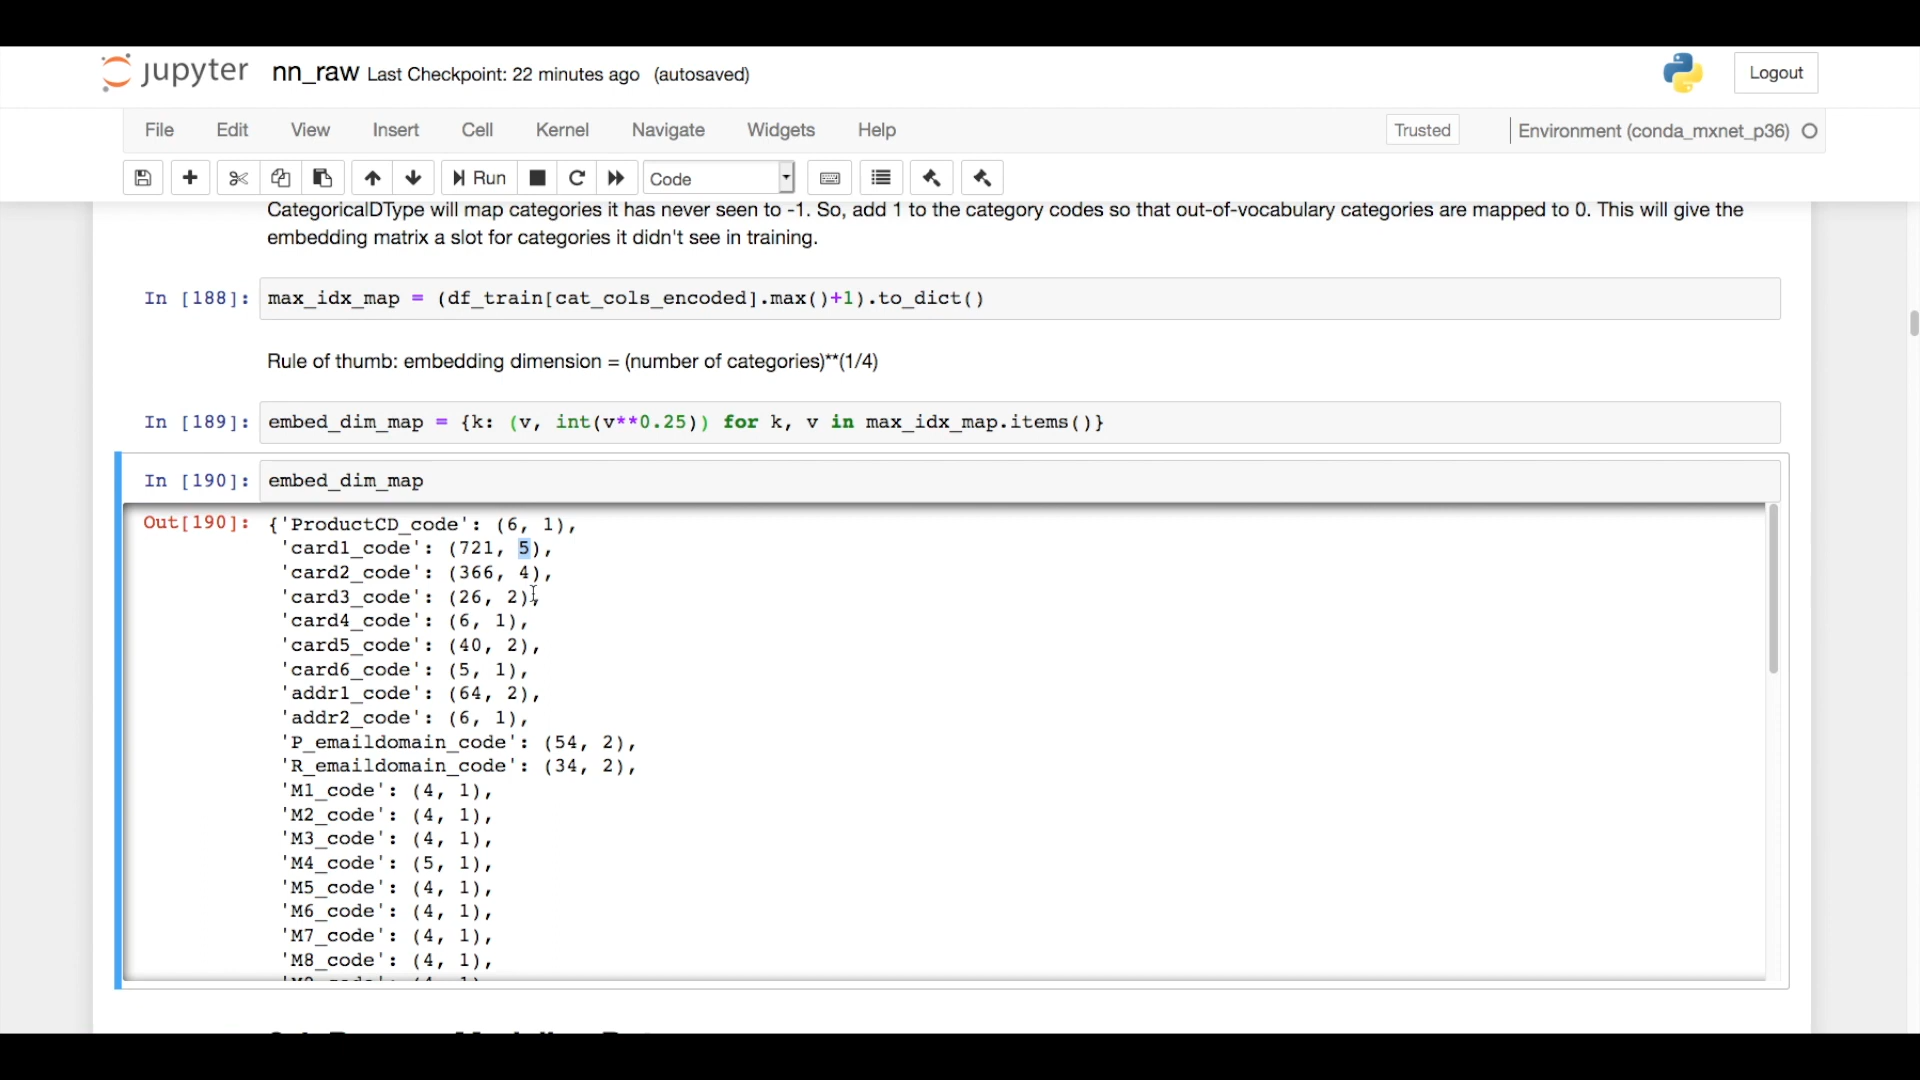 jupyter nn_raw Last Checkpoint: 22 minutes ago (autosaved) Logout
File Edit View Insert Cell Kernel Navigate Widgets Help Trusted Environment (conda_mxnet_p36)
Run Code
CategoricalDType will map categories it has never seen to -1. So, add 1 to the category codes so that out-of-vocabulary categories are mapped to 0. This will give the
embedding matrix a slot for categories it didn't see in training.
In [188]: max_idx_map = (df_train[cat_cols_encoded].max()+1).to_dict()
Rule of thumb: embedding dimension = (number of categories)**(1/4)
In [189]: embed_dim_map = {k: (v, int(v**0.25)) for k, v in max_idx_map.items()}
In [190]: embed_dim_map
Out[190]: {'ProductCD_code': (6, 1),
'card1_code': (721, 5),
'card2_code': (366, 4),
'card3_code': (26, 2),
'card4_code': (6, 1),
'card5_code': (40, 2),
'card6_code': (5, 1),
'addr1_code': (64, 2),
'addr2_code': (6, 1),
'P_emaildomain_code': (54, 2),
'R_emaildomain_code': (34, 2),
'M1_code': (4, 1),
'M2_code': (4, 1),
'M3_code': (4, 1),
'M4_code': (5, 1),
'M5_code': (4, 1),
'M6_code': (4, 1),
'M7_code': (4, 1),
'M8_code': (4, 1),